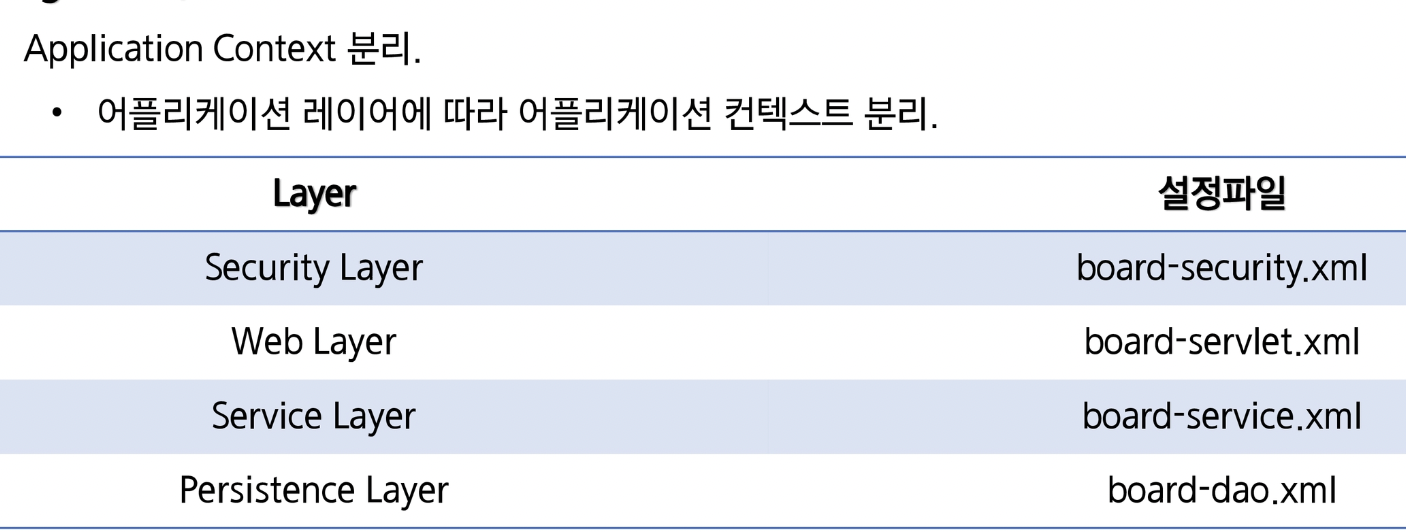 Application Context 분리.
• 어플리케이션 레이어에 따라 어플리케이션 컨텍스트 분리.
Layer 설정파일
Security Layer board-security.xml
Web Layer board-servlet.xml
Service Layer board-service.xml
Persistence Layer board-dao.xml